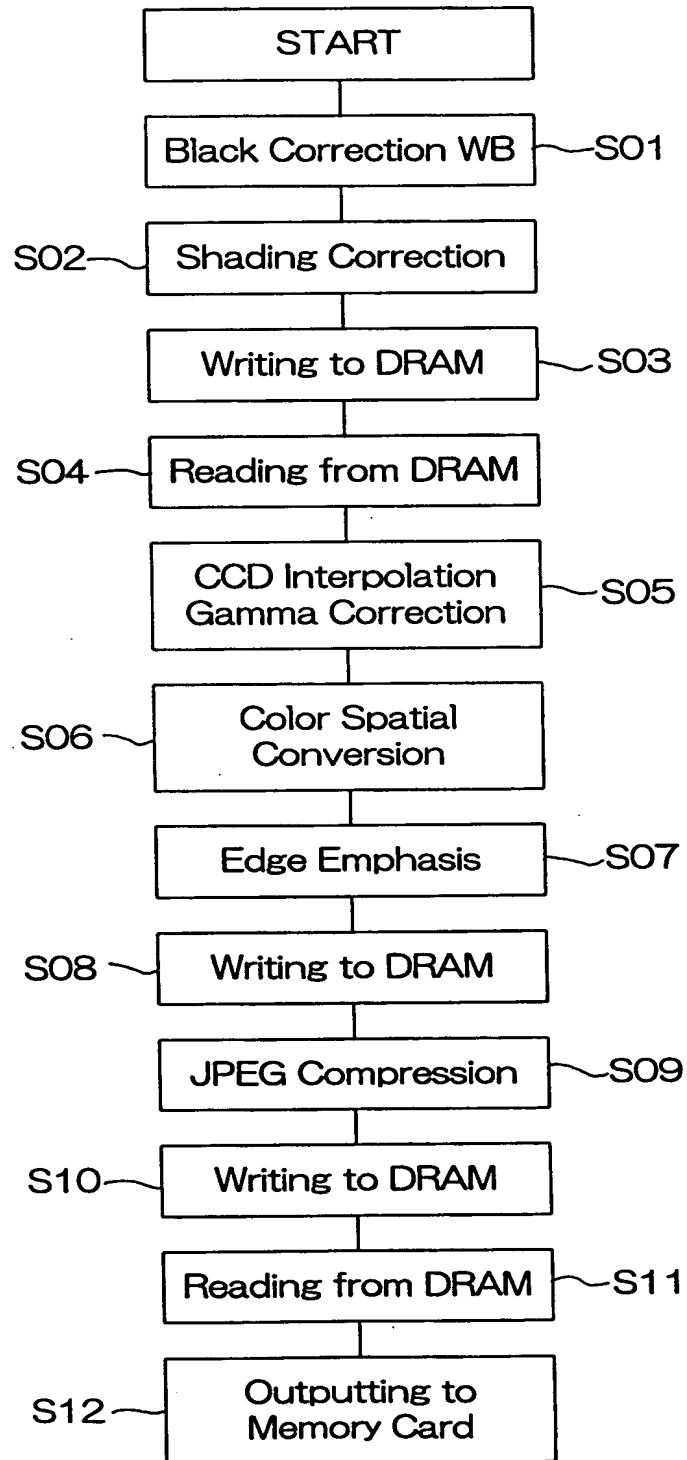 START
Black Correction WB
S01
S02
Shading Correction
Writing to DRAM
S03
S04
Reading from DRAM
CCD Interpolation
Gamma Correction
S05
S06
Color Spatial
Conversion
Edge Emphasis
S07
S08
Writing to DRAM
JPEG Compression
S09
S10
Writing to DRAM
Reading from DRAM
S11
S12
Outputting to
Memory Card